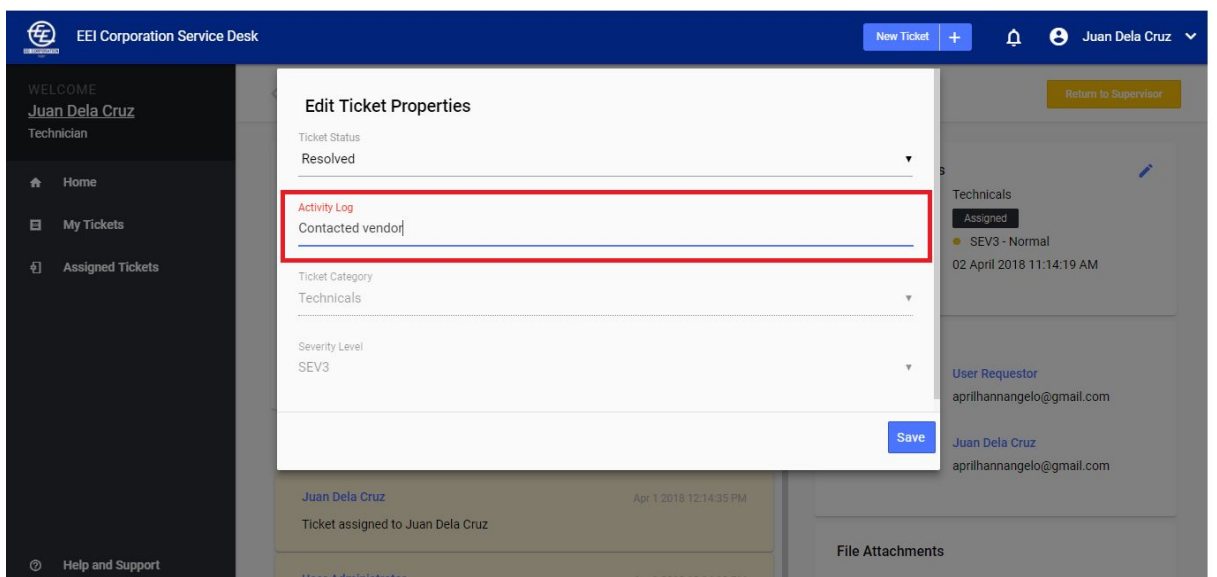 EEI Corporation Service Desk
New Ticket +
Juan Dela Cruz
WELCOME
Juan Dela Cruz
Technician
Home
My Tickets
Assigned Tickets
Help and Support
Return to Supervisor
Edit Ticket Properties
Ticket Status
Resolved
Activity Log
Contacted vendor
Ticket Category
Technicals
Severity Level
SEV3
Save
s
Technicals
Assigned
SEV3 - Normal
02 April 2018 11:14:19 AM
User Requestor
aprilhannangelo@gmail.com
Juan Dela Cruz
aprilhannangelo@gmail.com
Juan Dela Cruz
Apr 1 2018 12:14:35 PM
Ticket assigned to Juan Dela Cruz
File Attachments